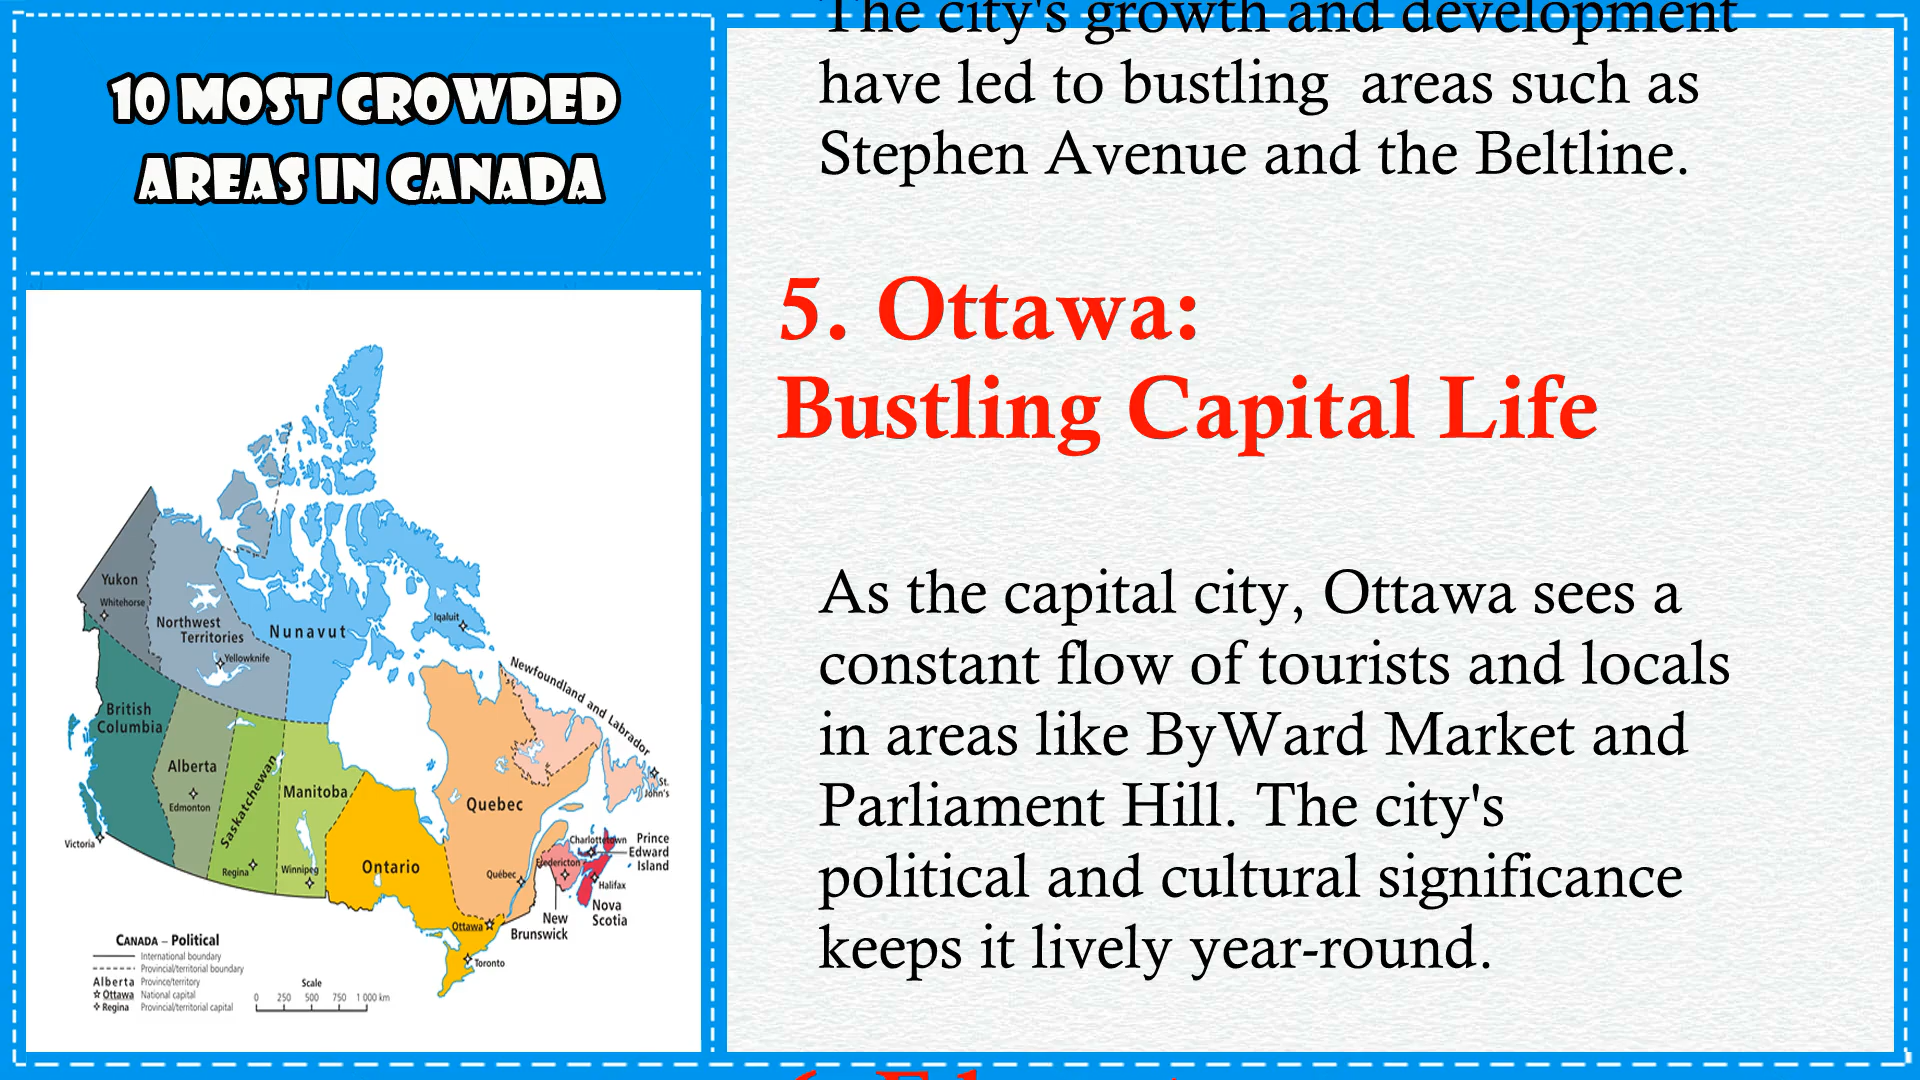 10 MOST CROWDED
AREAS IN CANADA
The city's growth and development
have led to bustling  areas such as
Stephen Avenue and the Beltline.
5. Ottawa:
Bustling Capital Life
As the capital city, Ottawa sees a
constant flow of tourists and locals
in areas like ByWard Market and
Parliament Hill. The city's
political and cultural significance
keeps it lively year-round.
Yukon
Whitehorse
Northwest
Territories
Yellowknife
Nunavut
Iqaluit
Newfoundland and Labrador
St.
John's
British
Columbia
Victoria
Alberta
Edmonton
Saskatchewan
Regina
Manitoba
Winnipeg
Ontario
Ottawa
Toronto
Quebec
Québec
Charlottetown
Prince
Edward
Island
Fredericton
Halifax
Nova
Scotia
New
Brunswick
CANADA – Political
International boundary
Provincial/territorial boundary
Alberta Province/territory
Ottawa National capital
Regina Provincial/territorial capital
Scale
0 250 500 750 1 000 km